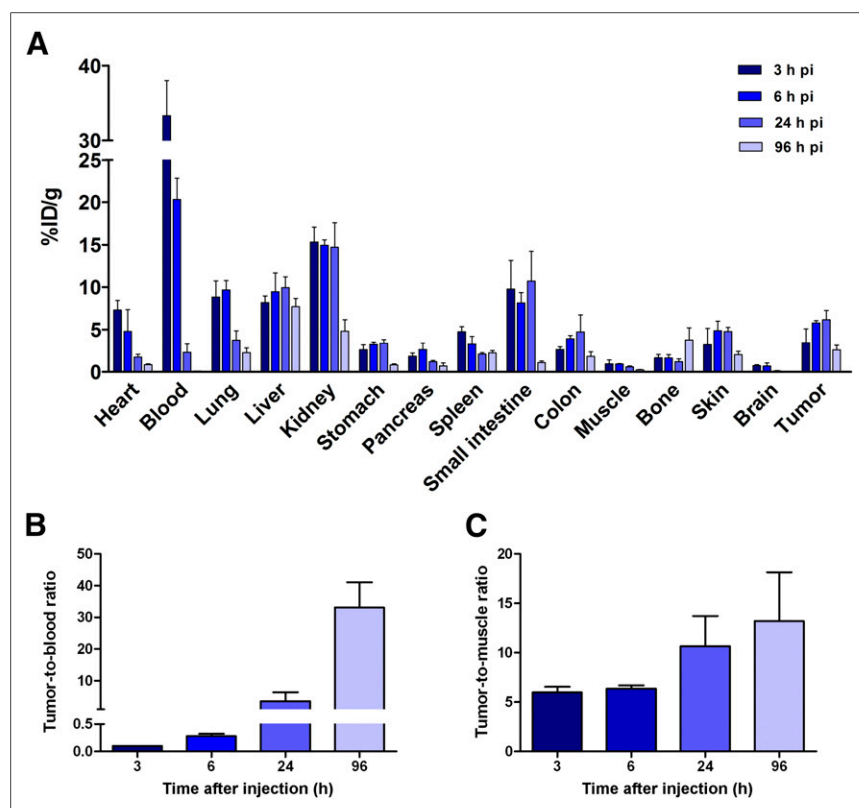 A
40
30
25
20
15
10
5
0
%ID/g
3 h pi
6 h pi
24 h pi
96 h pi
Heart
Blood
Lung
Liver
Kidney
Stomach
Pancreas
Spleen
Small intestine
Colon
Muscle
Bone
Skin
Brain
Tumor
B
50
40
30
20
10
0.5
0.0
Tumor-to-blood ratio
3 6 24 96
Time after injection (h)
C
20
15
10
5
0
Tumor-to-muscle ratio
3 6 24 96
Time after injection (h)